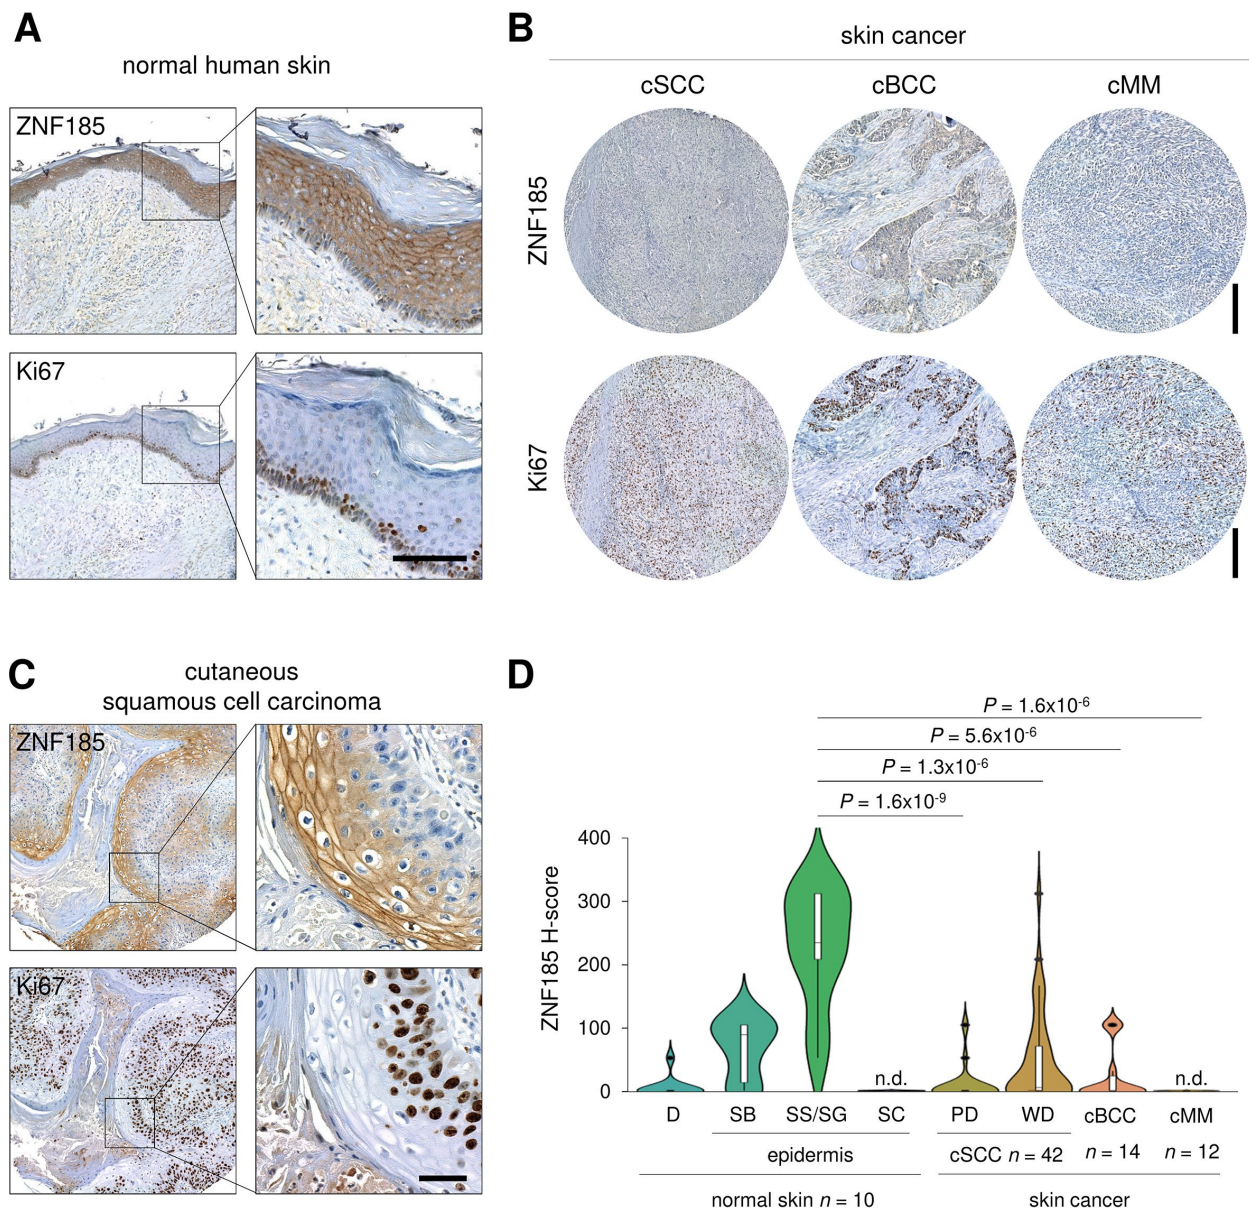 A
normal human skin
ZNF185
Ki67
B
skin cancer
cSCC
cBCC
cMM
ZNF185
Ki67
C
cutaneous
squamous cell carcinoma
ZNF185
Ki67
D
P = 1.6x10-6
P = 5.6x10-6
P = 1.3x10-6
P = 1.6x10-9
ZNF185 H-score
400
300
200
100
0
n.d.
n.d.
D SB SS/SG SC PD WD cBCC cMM
epidermis cSCC n = 42 n = 14 n = 12
normal skin n = 10 skin cancer